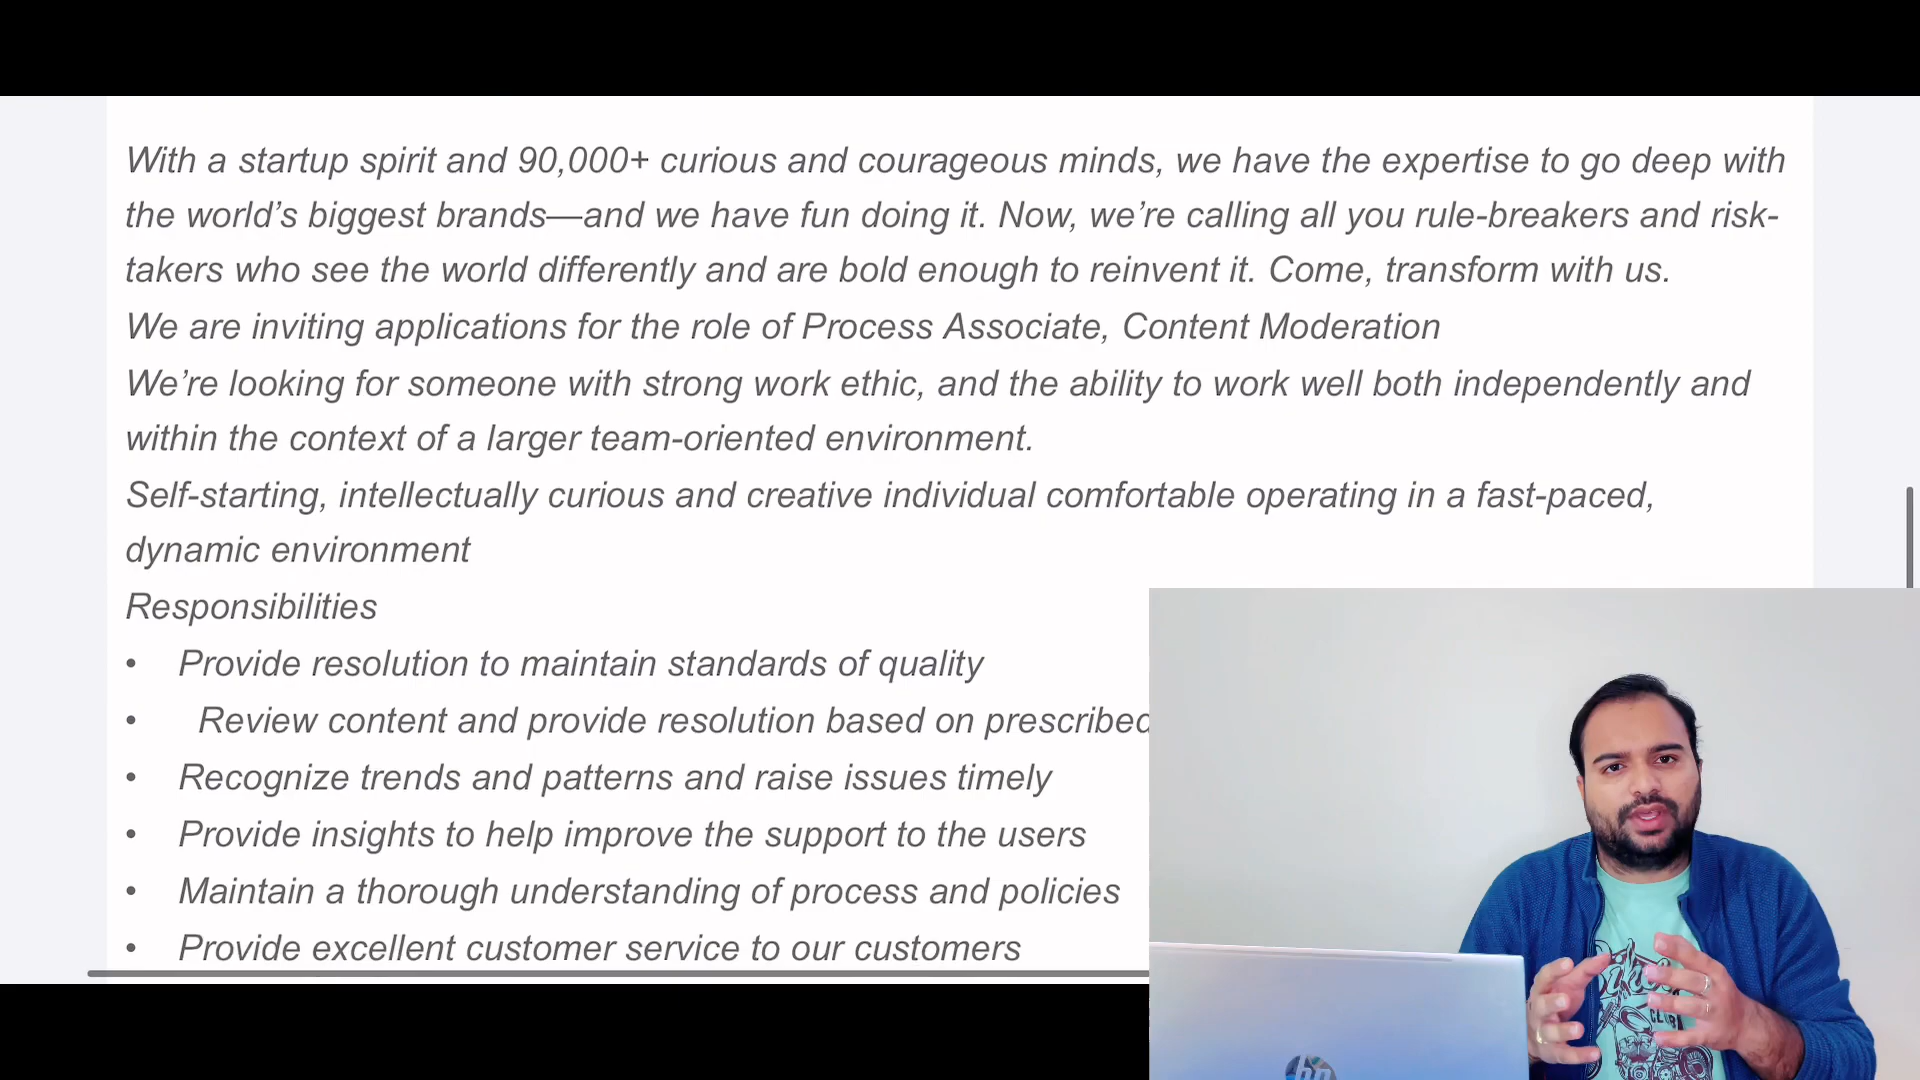 With a startup spirit and 90,000+ curious and courageous minds, we have the expertise to go deep with
the world’s biggest brands—and we have fun doing it. Now, we’re calling all you rule-breakers and risk-
takers who see the world differently and are bold enough to reinvent it. Come, transform with us.
We are inviting applications for the role of Process Associate, Content Moderation
We’re looking for someone with strong work ethic, and the ability to work well both independently and
within the context of a larger team-oriented environment.
Self-starting, intellectually curious and creative individual comfortable operating in a fast-paced,
dynamic environment
Responsibilities
• Provide resolution to maintain standards of quality
• Review content and provide resolution based on prescribed
• Recognize trends and patterns and raise issues timely
• Provide insights to help improve the support to the users
• Maintain a thorough understanding of process and policies
• Provide excellent customer service to our customers
CLUB
hp